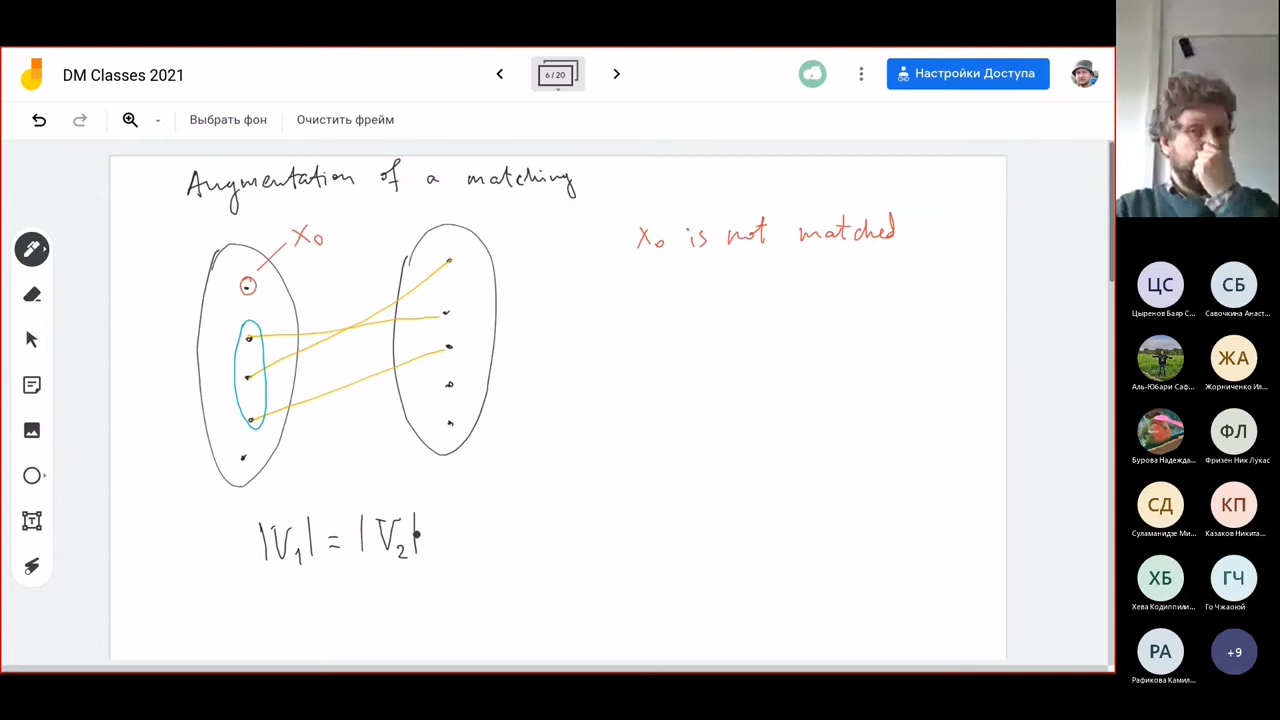 DM Classes 2021
6 / 20
Настройки Доступа
Выбрать фон
Очистить фрейм
Augmentation of a matching
x₀
x₀ is not matched
|V₁| = |V₂|
ЦС
Цыренов Баяр С...
СБ
Савочкина Анаст...
Аль-Юбари Саф...
ЖА
Жорниченко Ил...
Бурова Надежда...
ФЛ
Фризен Ник Лукас
СД
Суламанидзе Ми...
КП
Казаков Никита...
ХБ
Хева Кодиппили...
ГЧ
Го Чжаоюй
РА
Рафикова Камил...
+9